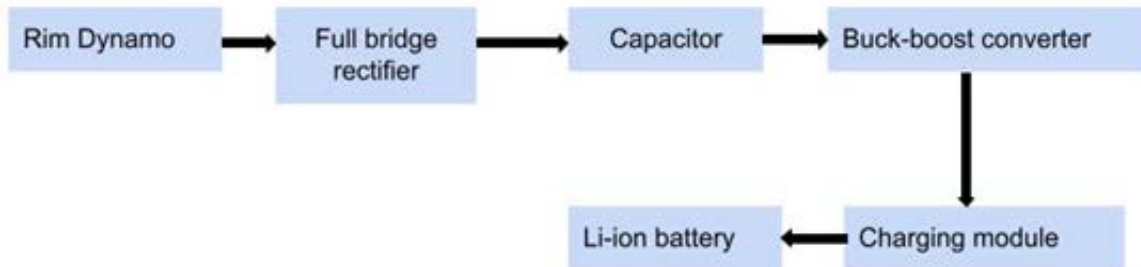 Rim Dynamo
Full bridge
rectifier
Capacitor
Buck-boost converter
Charging module
Li-ion battery